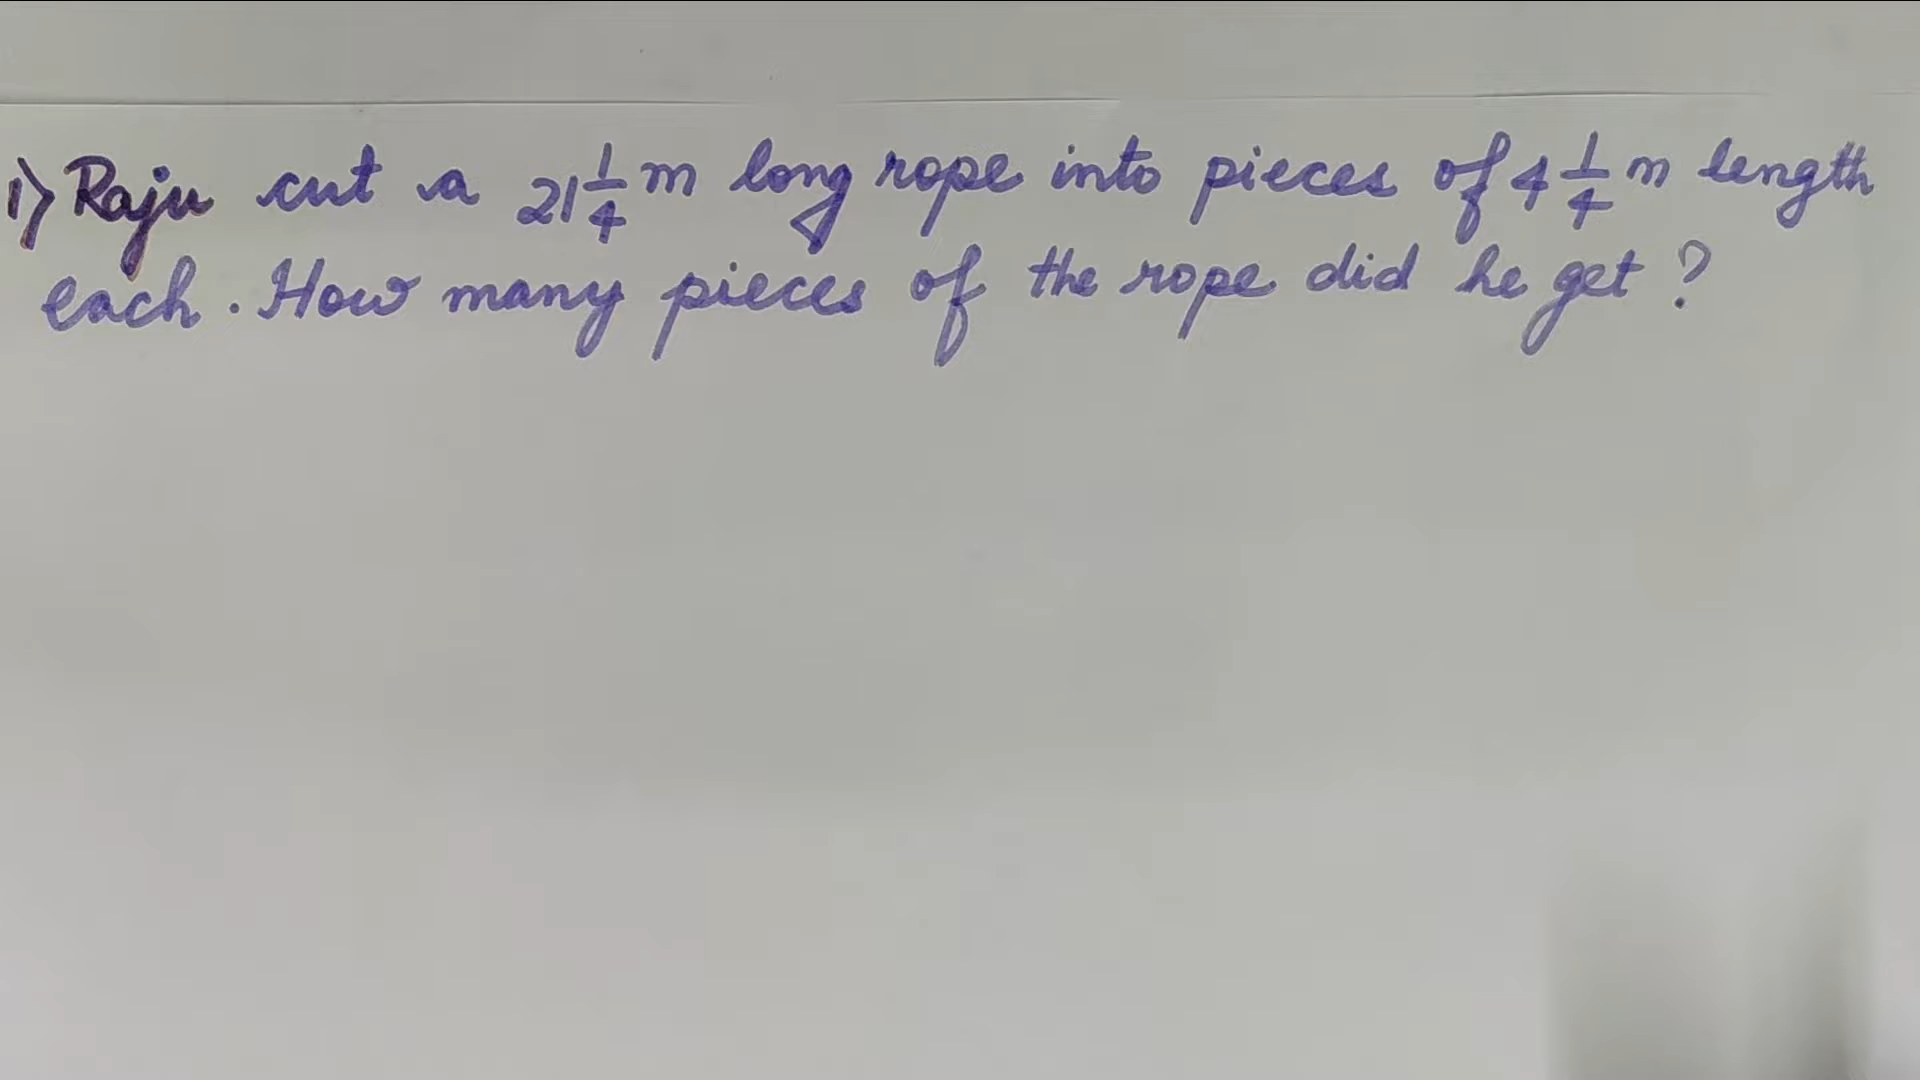 1) Raju cut a 21 1/4 m long rope into pieces of 4 1/4 m length
each. How many pieces of the rope did he get ?